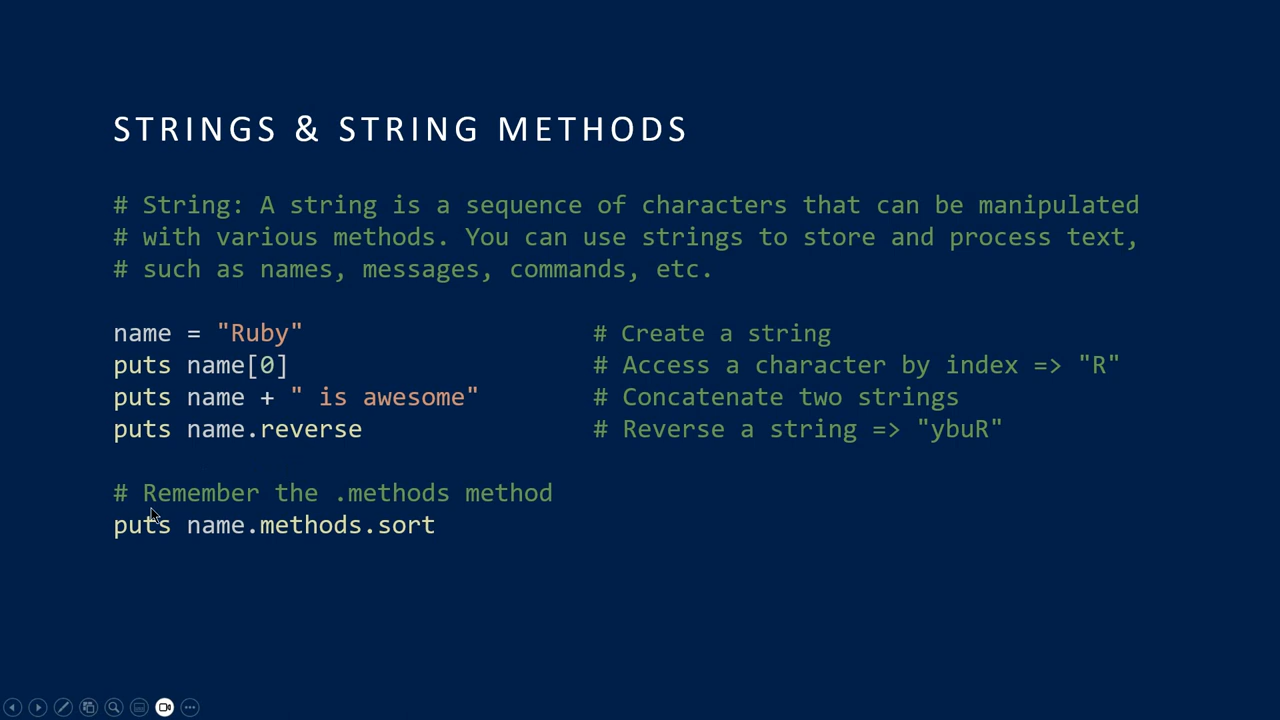 STRINGS & STRING METHODS
# String: A string is a sequence of characters that can be manipulated
# with various methods. You can use strings to store and process text,
# such as names, messages, commands, etc.
name = "Ruby" # Create a string
puts name[0] # Access a character by index => "R"
puts name + " is awesome" # Concatenate two strings
puts name.reverse # Reverse a string => "ybuR"
# Remember the .methods method
puts name.methods.sort